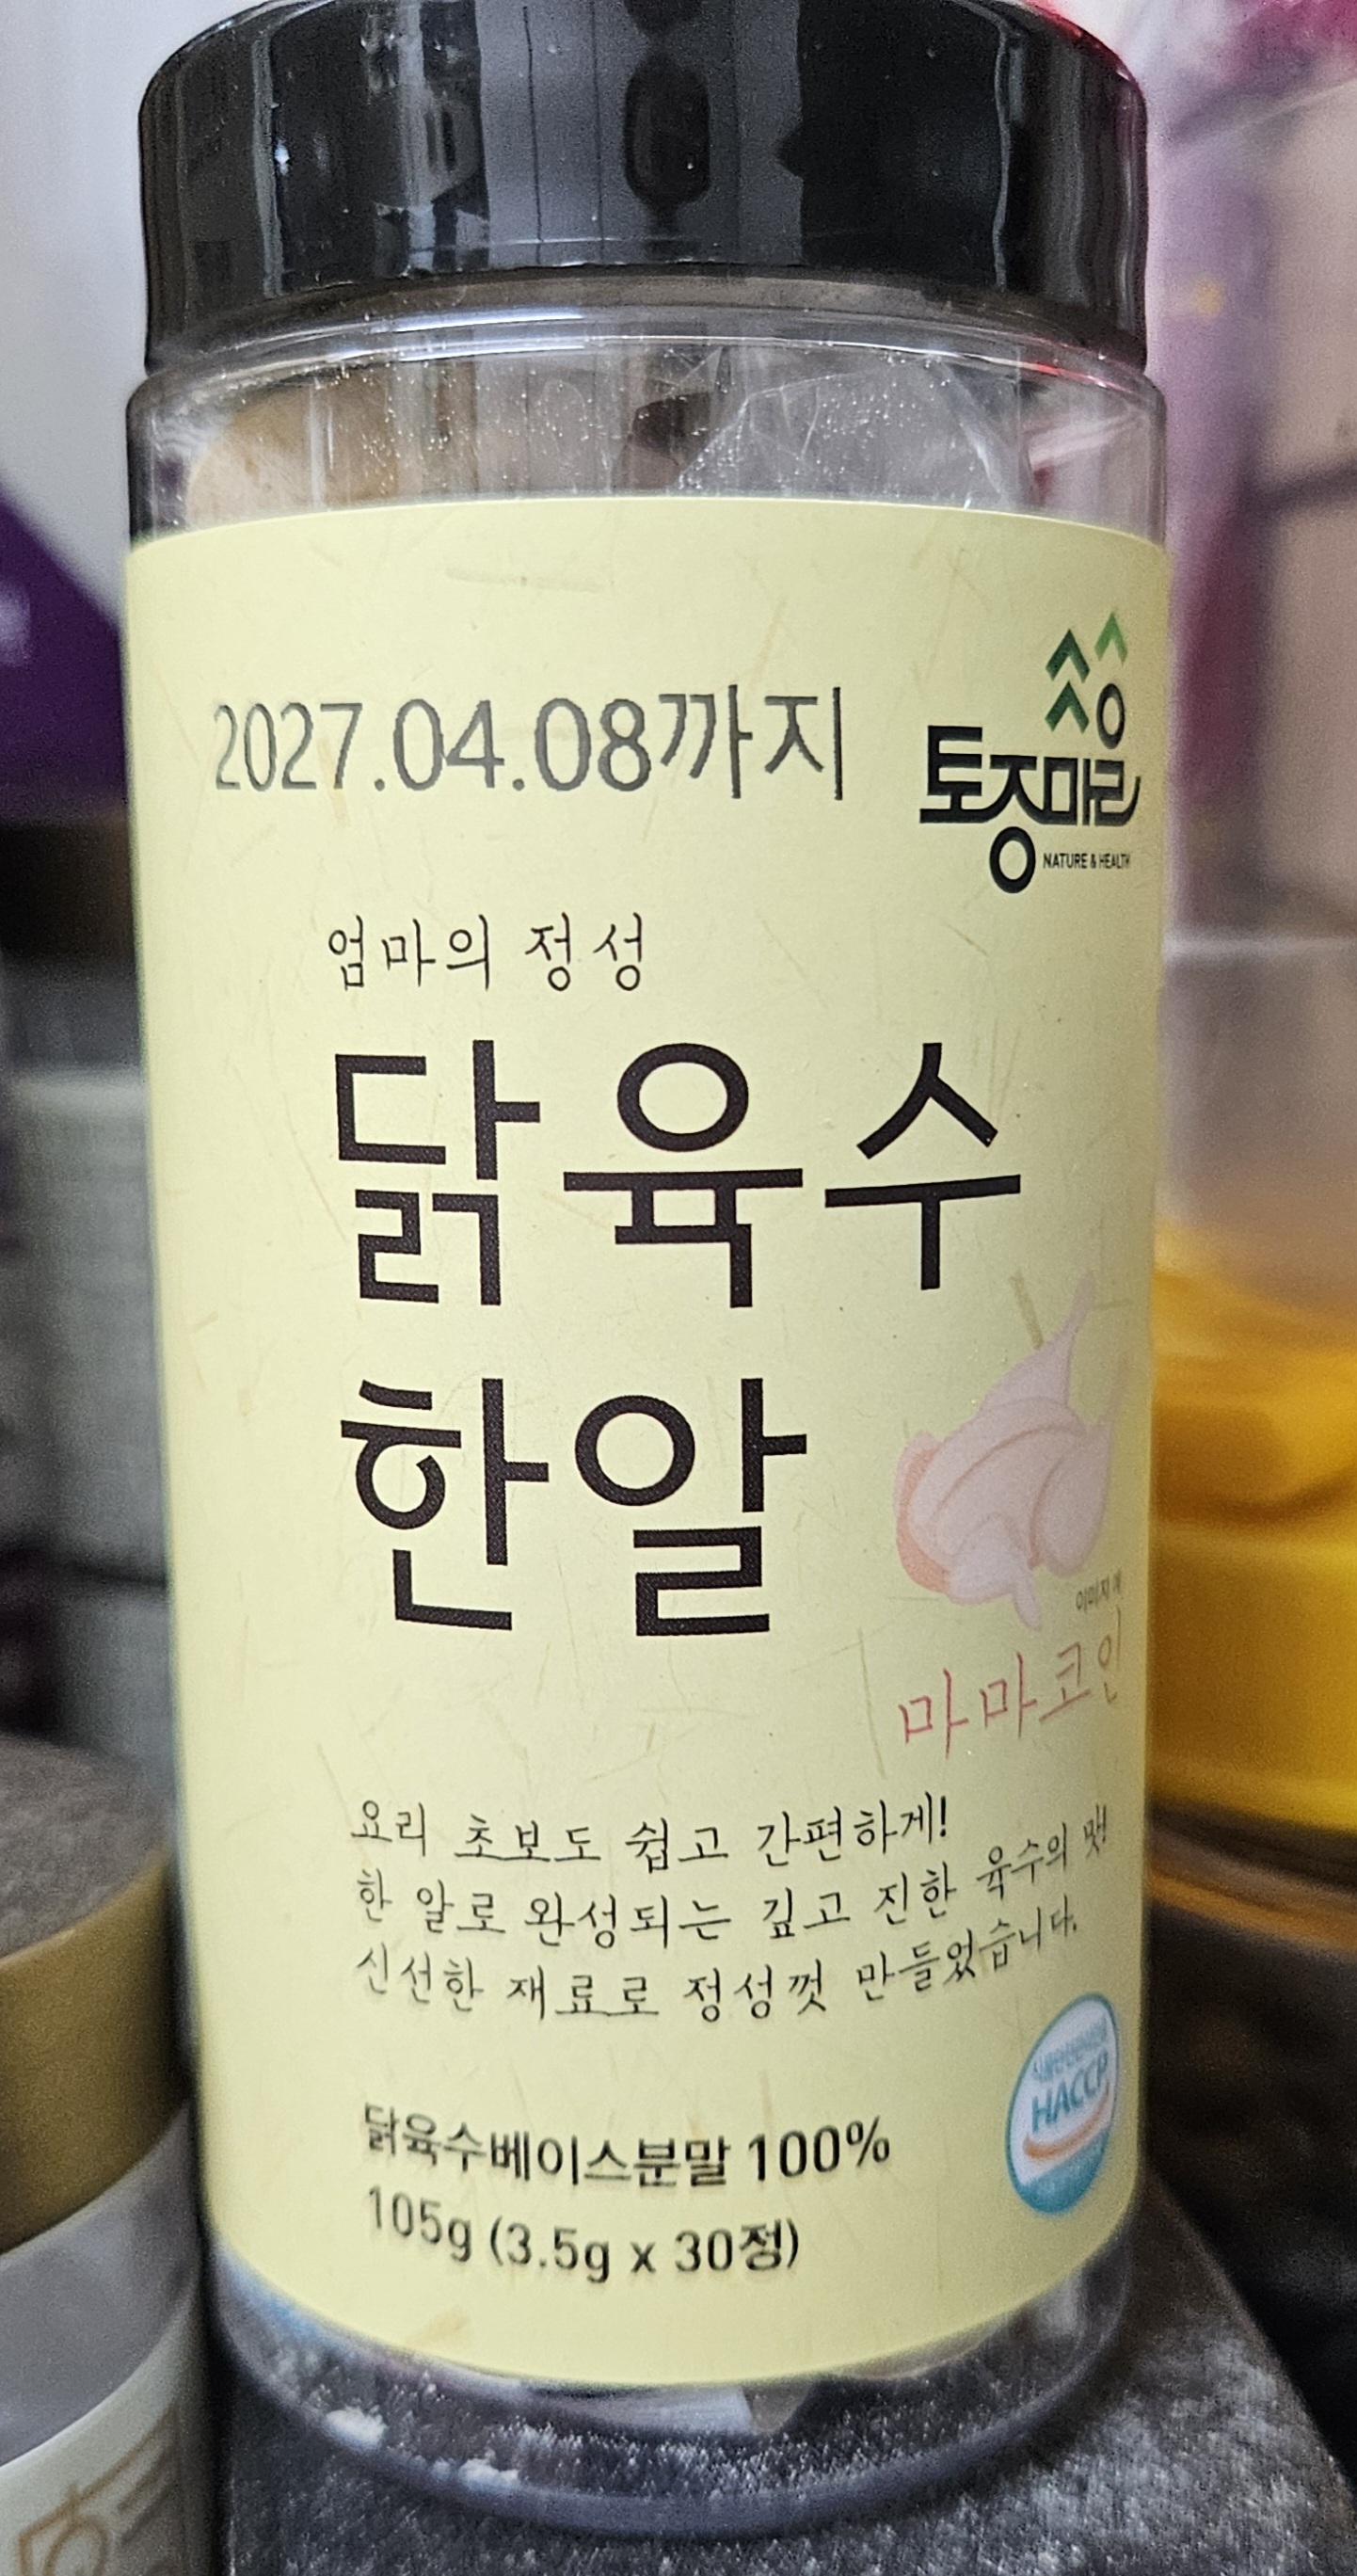 2027.04.08까지
토종마을
NATURE & HEALTH
엄마의 정성
닭육수
한알
이미지 예
마마코인
요리 초보도 쉽고 간편하게!
한 알로 완성되는 깊고 진한 육수의 맛!
신선한 재료로 정성껏 만들었습니다.
HACCP
닭육수베이스분말 100%
105g (3.5g x 30정)